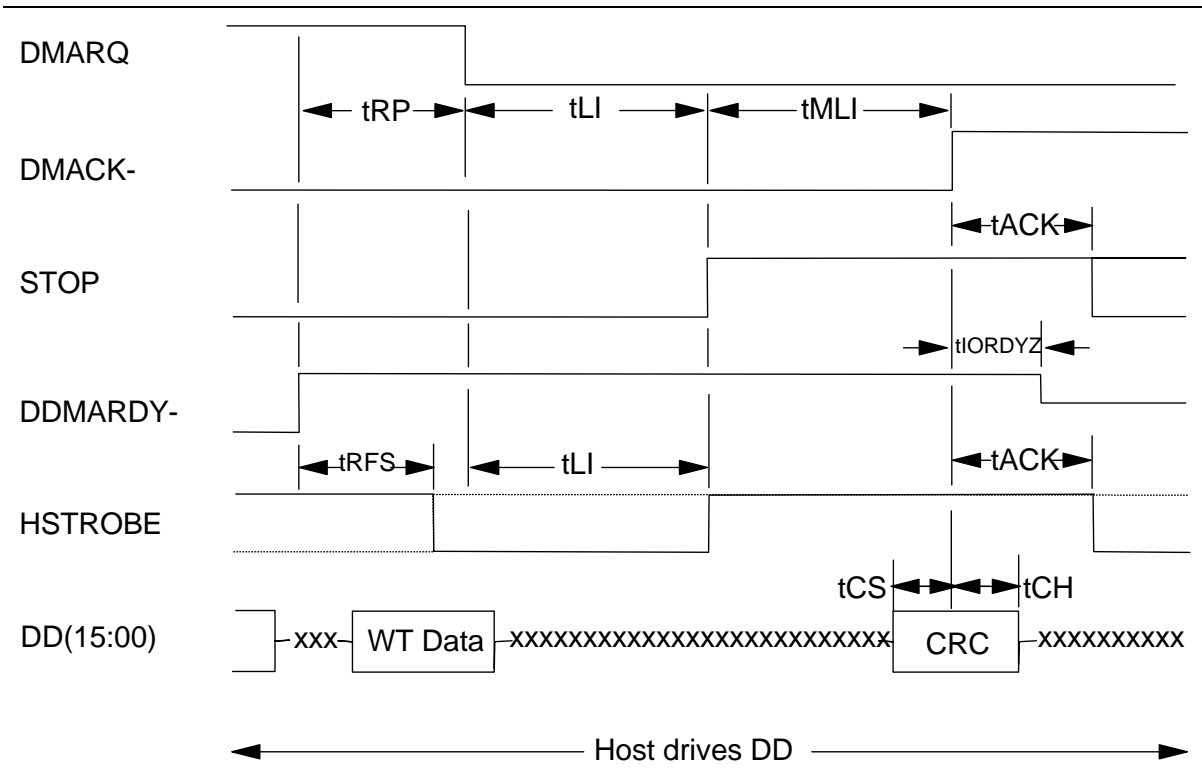 DMARQ
tRP
tLI
tMLI
DMACK-
tACK
STOP
tIORDYZ
DDMARDY-
tRFS
tLI
tACK
HSTROBE
tCS
tCH
DD(15:00)
xxx
WT Data
xxxxxxxxxxxxxxxxxxxxxxxxxx
CRC
xxxxxxxxxx
Host drives DD